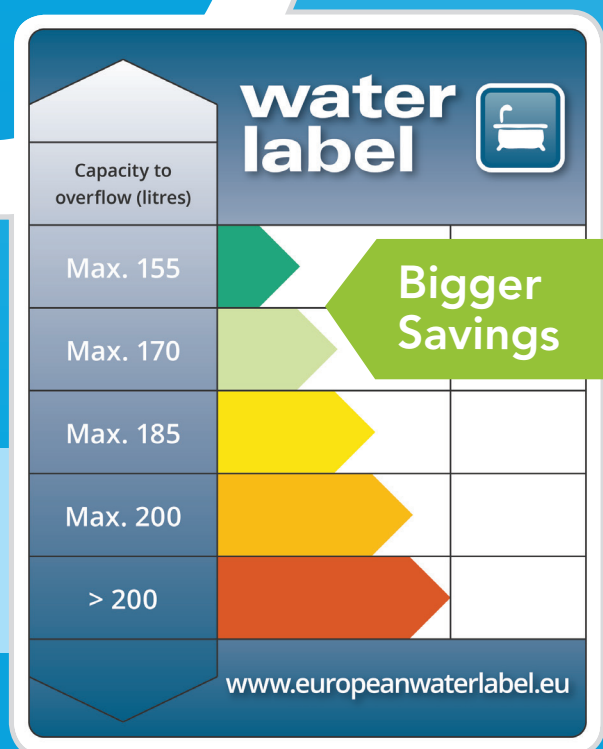 water
label
Capacity to
overflow (litres)
Max. 155
Bigger
Savings
Max. 170
Max. 185
Max. 200
> 200
www.europeanwaterlabel.eu